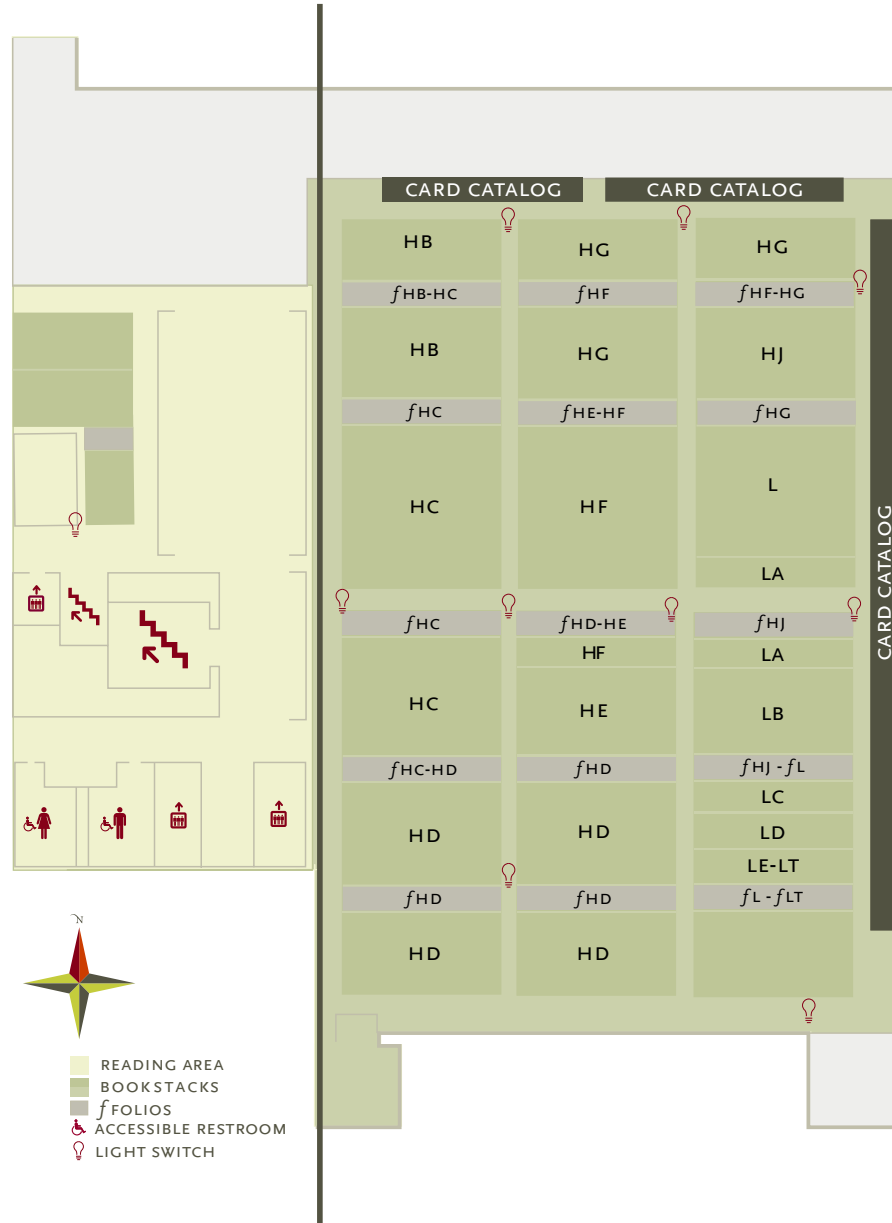 CARD CATALOG CARD CATALOG
HB HG HG
ƒHB-HC ƒHF ƒHF-HG
HB HG HJ
ƒHC ƒHE-HF ƒHG
HC HF L
LA
CARD CATALOG
ƒHC ƒHD-HE ƒHJ
HF LA
HC HE LB
ƒHC-HD ƒHD ƒHJ - ƒL
LC
HD HD LD
LE-LT
ƒHD ƒHD ƒL - ƒLT
HD HD
N
READING AREA
BOOKSTACKS
ƒ FOLIOS
ACCESSIBLE RESTROOM
LIGHT SWITCH